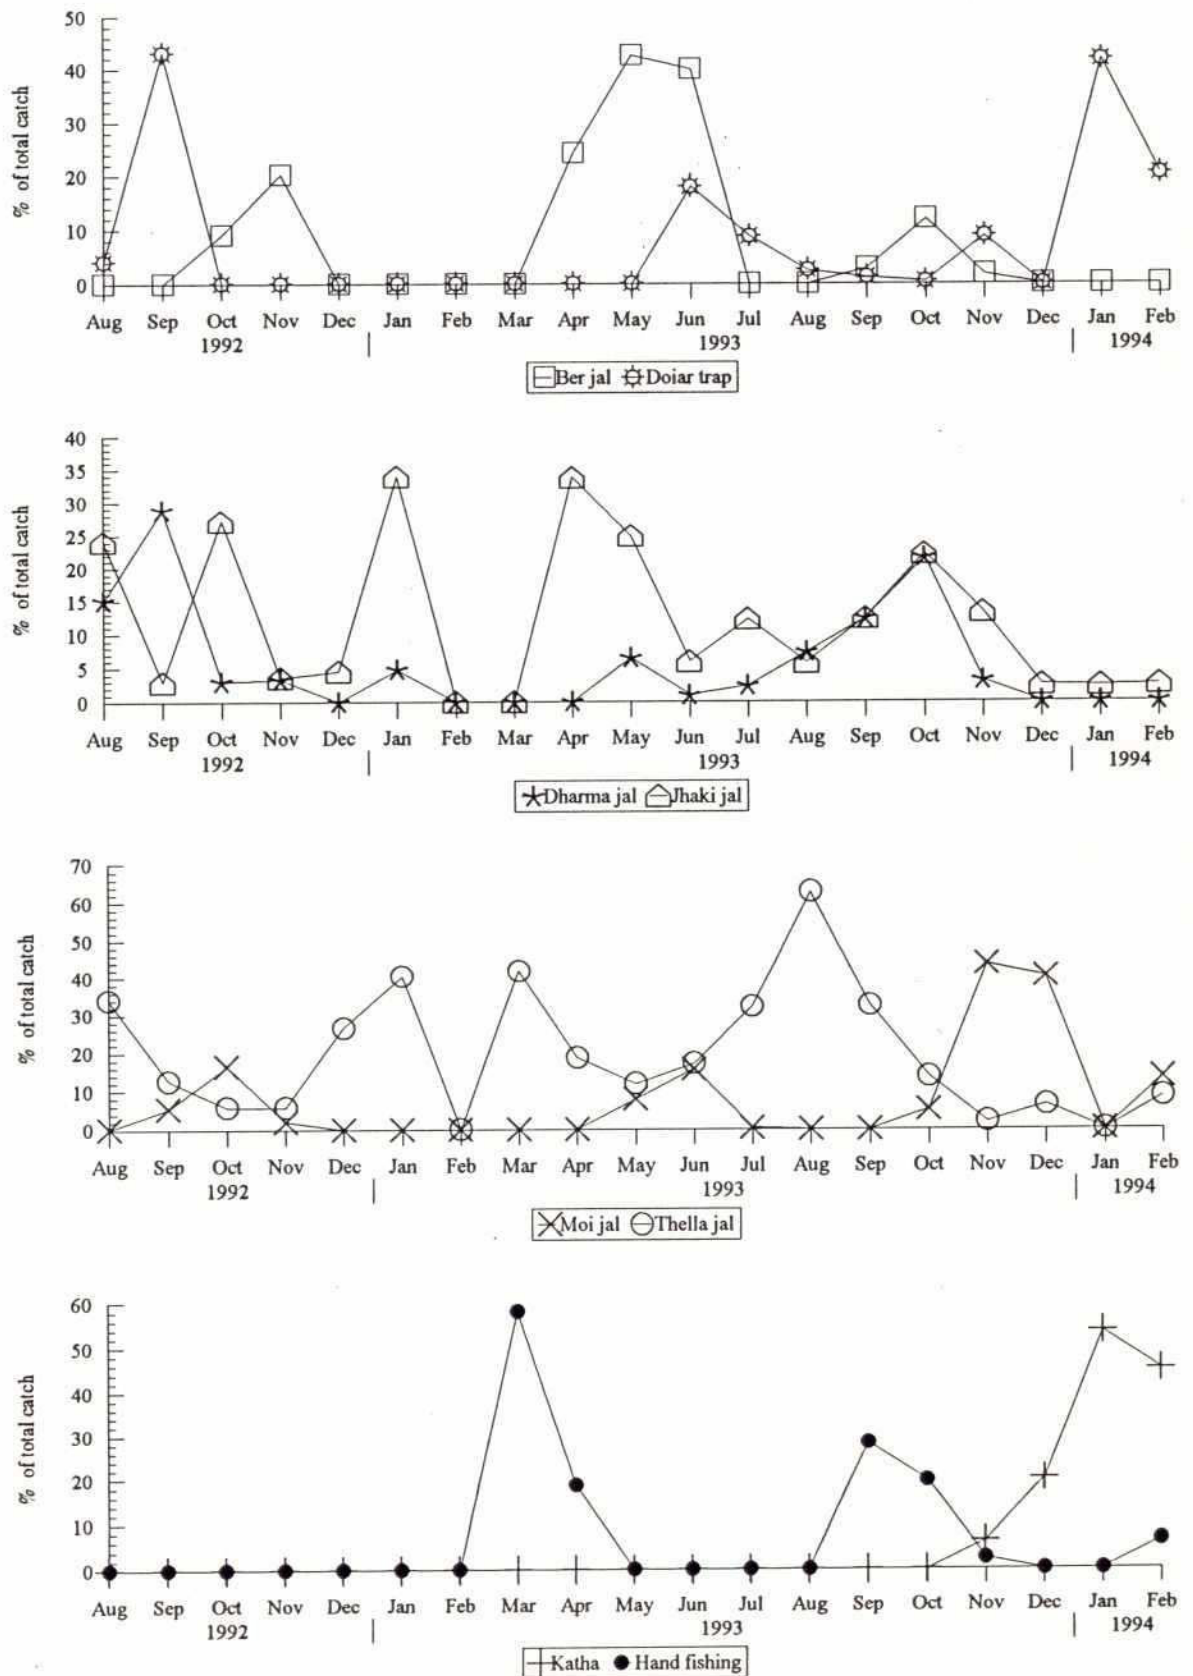 % of total catch
50
40
30
20
10
0
Aug Sep Oct Nov Dec Jan Feb Mar Apr May Jun Jul Aug Sep Oct Nov Dec Jan Feb
1992 1993 1994
Ber jal Doiar trap
% of total catch
40
35
30
25
20
15
10
5
0
Aug Sep Oct Nov Dec Jan Feb Mar Apr May Jun Jul Aug Sep Oct Nov Dec Jan Feb
1992 1993 1994
Dharma jal Jhaki jal
% of total catch
70
60
50
40
30
20
10
0
Aug Sep Oct Nov Dec Jan Feb Mar Apr May Jun Jul Aug Sep Oct Nov Dec Jan Feb
1992 1993 1994
Moi jal Thella jal
% of total catch
60
50
40
30
20
10
0
Aug Sep Oct Nov Dec Jan Feb Mar Apr May Jun Jul Aug Sep Oct Nov Dec Jan Feb
1992 1993 1994
Katha Hand fishing